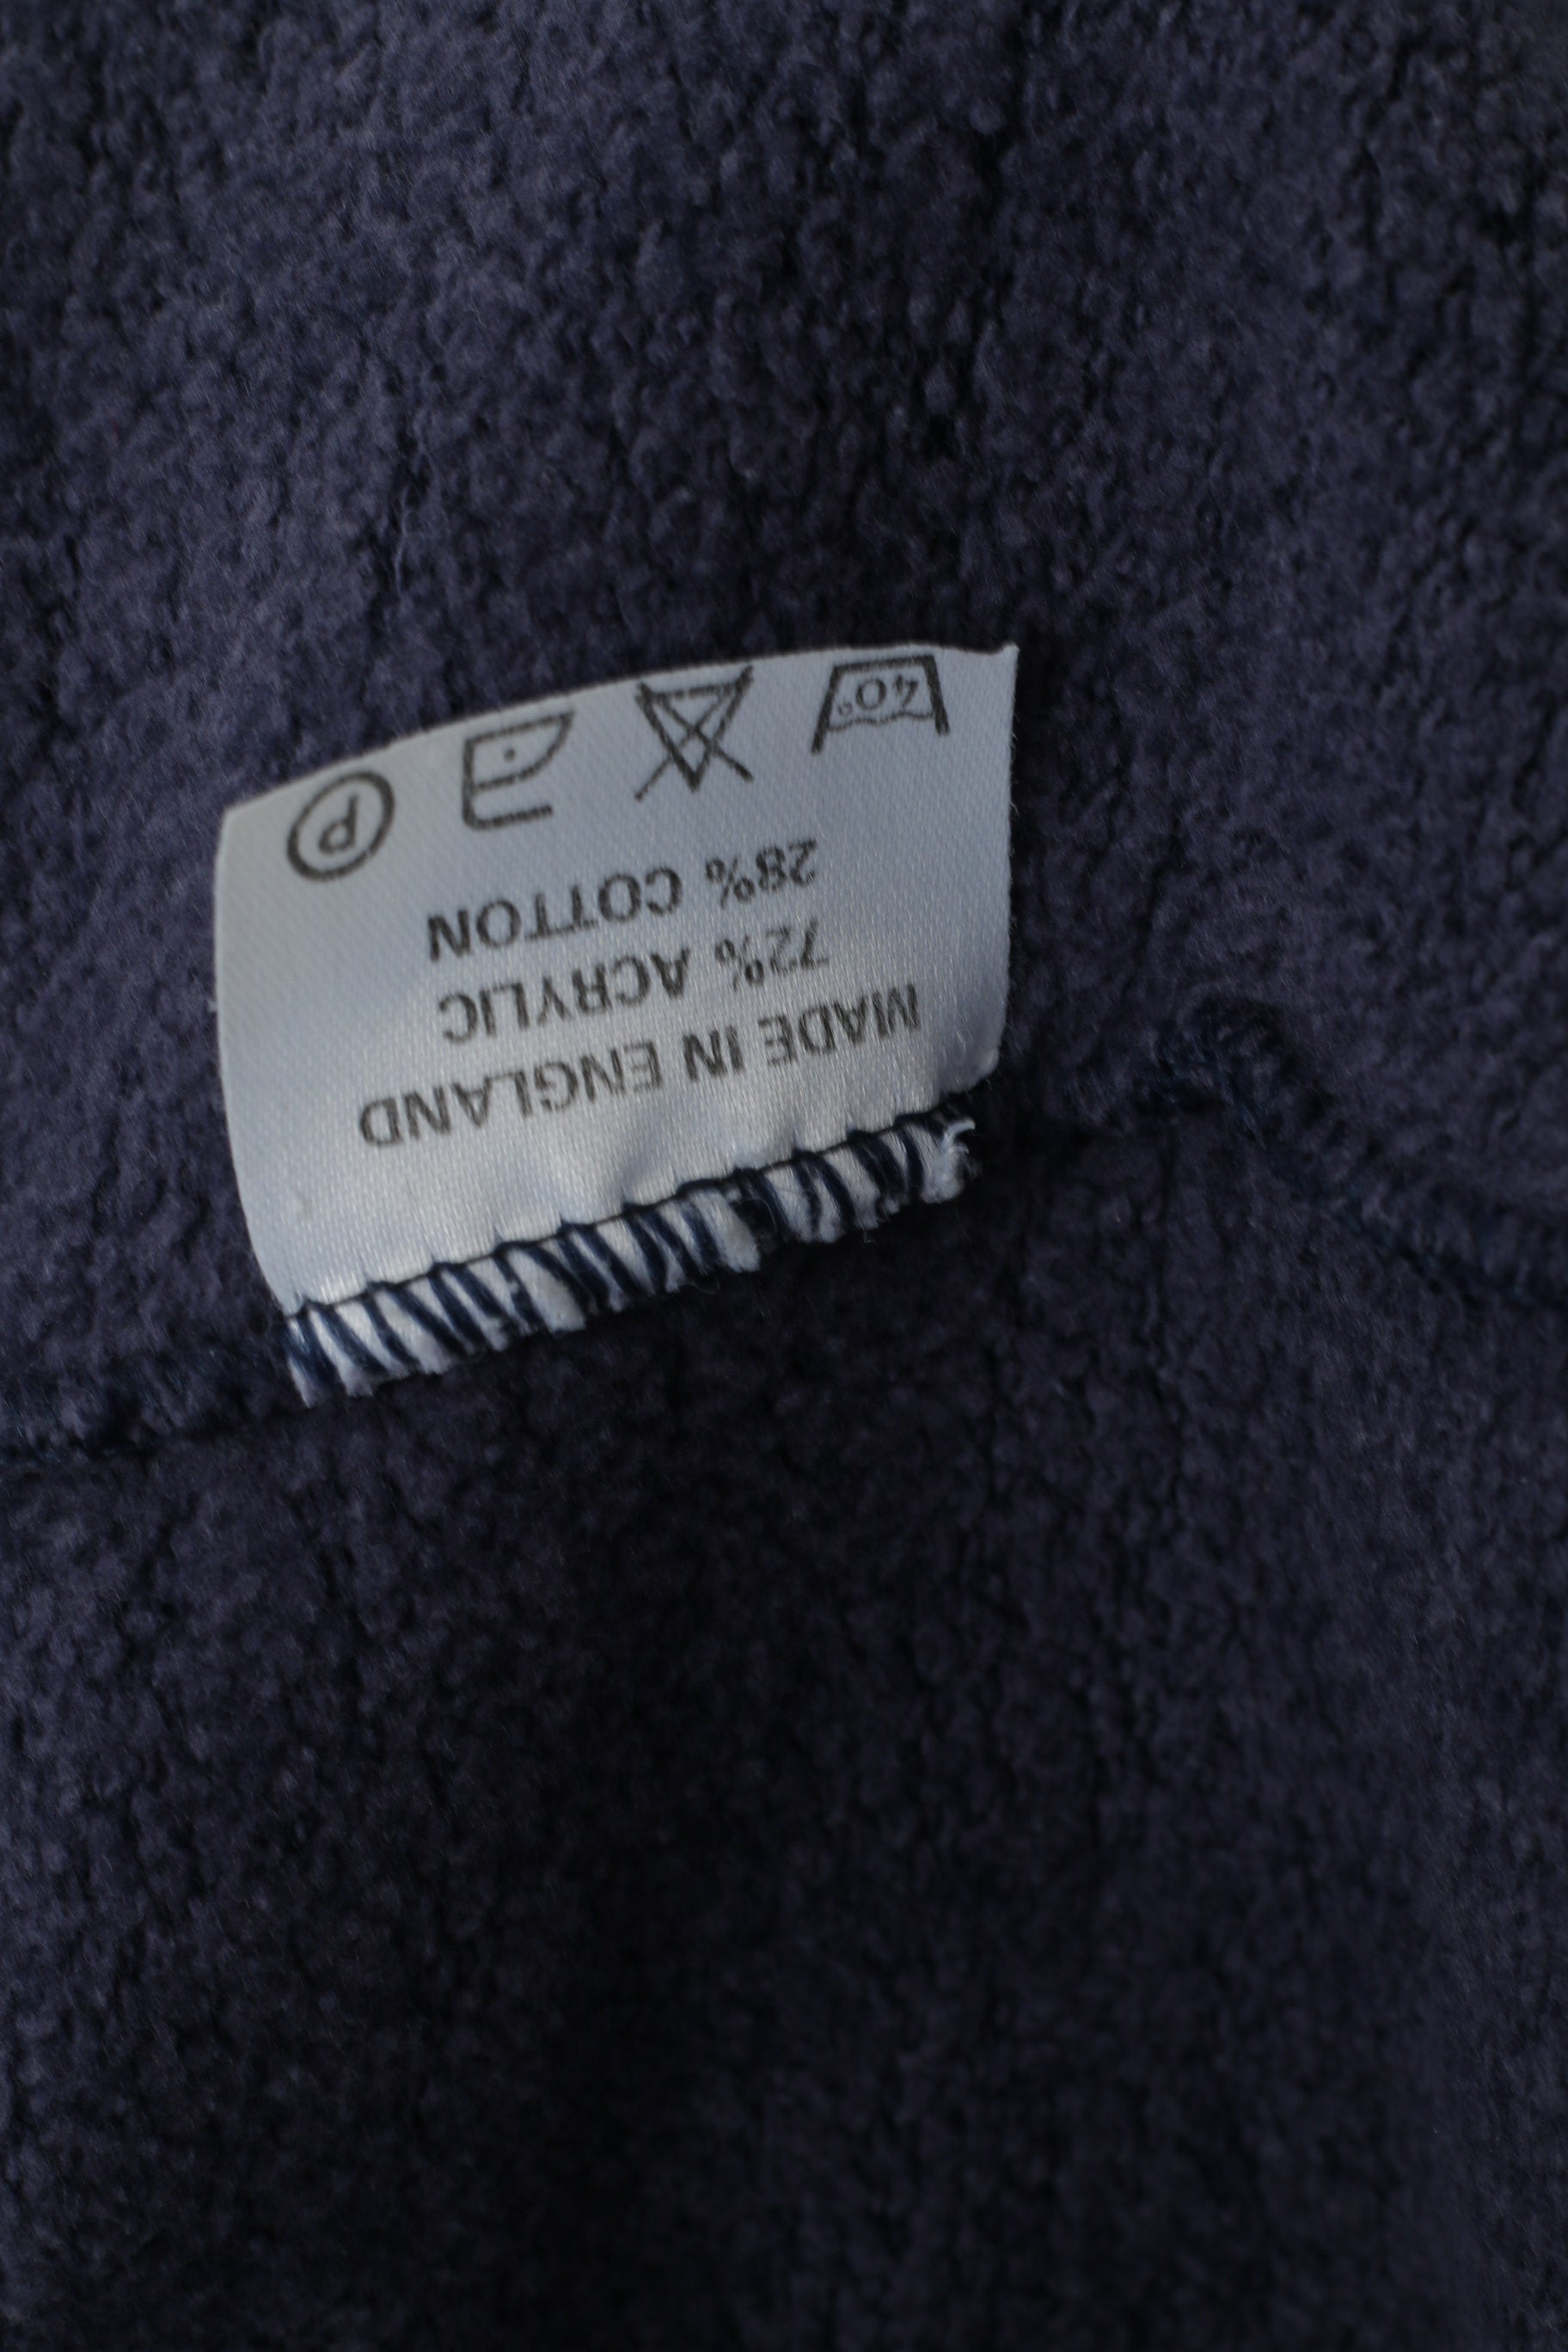 MADE IN ENGLAND
72% ACRYLIC
28% COTTON
40° P